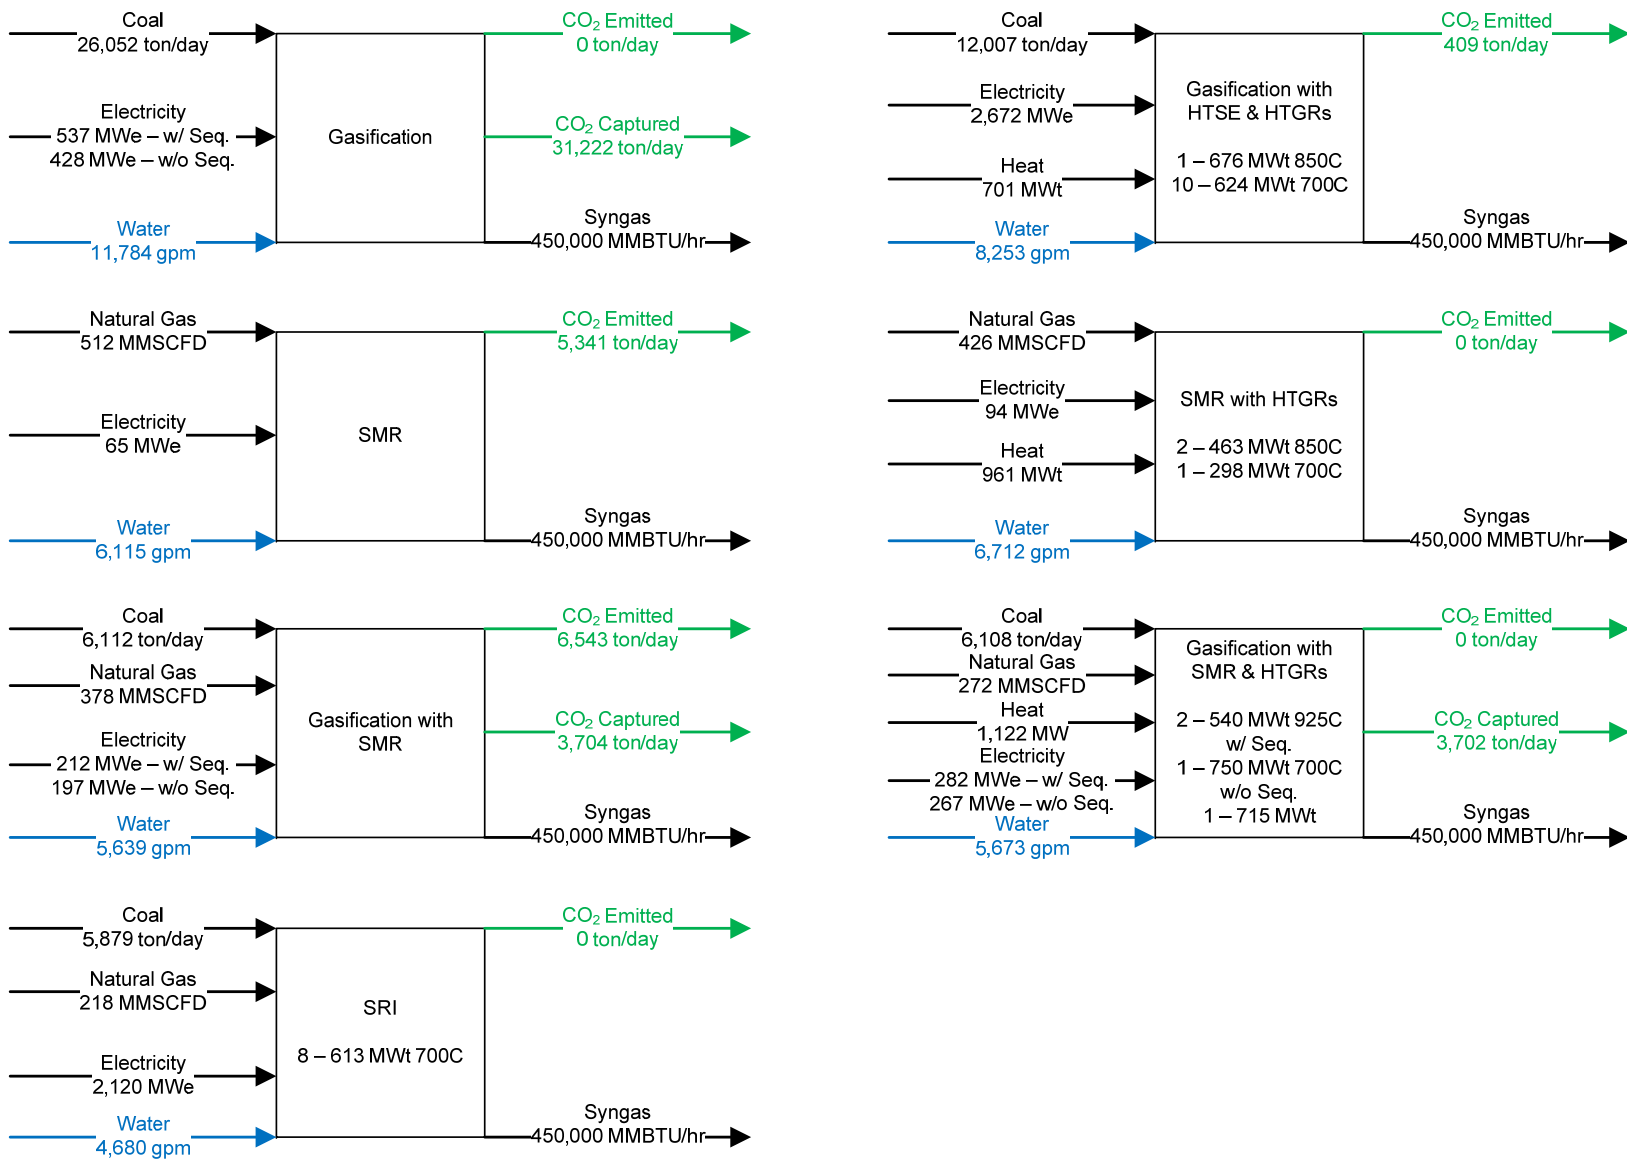 Coal
26,052 ton/day
Electricity
537 MWe – w/ Seq.
428 MWe – w/o Seq.
Water
11,784 gpm
Gasification
CO₂ Emitted
0 ton/day
CO₂ Captured
31,222 ton/day
Syngas
450,000 MMBTU/hr
Coal
12,007 ton/day
Electricity
2,672 MWe
Heat
701 MWt
Water
8,253 gpm
Gasification with
HTSE & HTGRs
1 – 676 MWt 850C
10 – 624 MWt 700C
CO₂ Emitted
409 ton/day
Syngas
450,000 MMBTU/hr
Natural Gas
512 MMSCFD
Electricity
65 MWe
Water
6,115 gpm
SMR
CO₂ Emitted
5,341 ton/day
Syngas
450,000 MMBTU/hr
Natural Gas
426 MMSCFD
Electricity
94 MWe
Heat
961 MWt
Water
6,712 gpm
SMR with HTGRs
2 – 463 MWt 850C
1 – 298 MWt 700C
CO₂ Emitted
0 ton/day
Syngas
450,000 MMBTU/hr
Coal
6,112 ton/day
Natural Gas
378 MMSCFD
Electricity
212 MWe – w/ Seq.
197 MWe – w/o Seq.
Water
5,639 gpm
Gasification with
SMR
CO₂ Emitted
6,543 ton/day
CO₂ Captured
3,704 ton/day
Syngas
450,000 MMBTU/hr
Coal
6,108 ton/day
Natural Gas
272 MMSCFD
Heat
1,122 MW
Electricity
282 MWe – w/ Seq.
267 MWe – w/o Seq.
Water
5,673 gpm
Gasification with
SMR & HTGRs
2 – 540 MWt 925C
w/ Seq.
1 – 750 MWt 700C
w/o Seq.
1 – 715 MWt
CO₂ Emitted
0 ton/day
CO₂ Captured
3,702 ton/day
Syngas
450,000 MMBTU/hr
Coal
5,879 ton/day
Natural Gas
218 MMSCFD
Electricity
2,120 MWe
Water
4,680 gpm
SRI
8 – 613 MWt 700C
CO₂ Emitted
0 ton/day
Syngas
450,000 MMBTU/hr